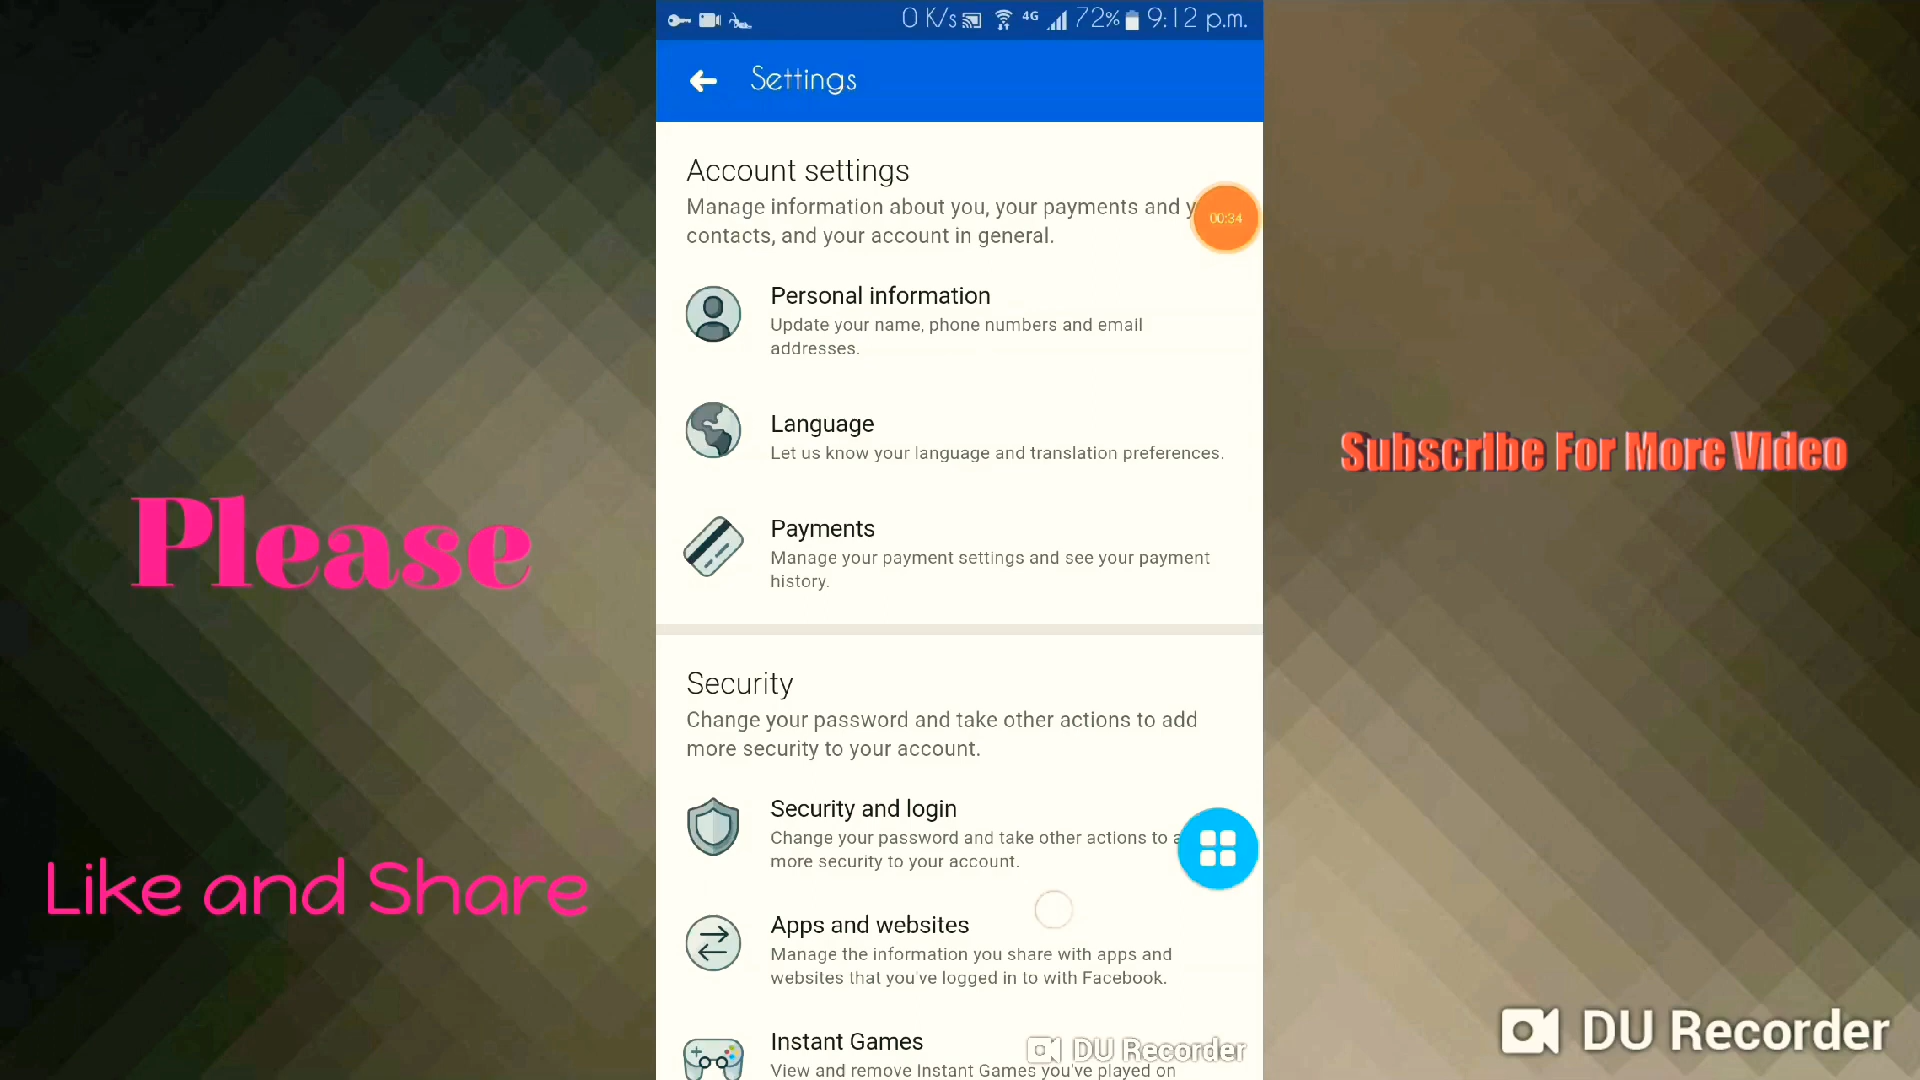 0 K/s 4G 72% 9:12 p.m.
Settings
Account settings
Manage information about you, your payments and y
contacts, and your account in general.
00:34
Personal information
Update your name, phone numbers and email
addresses.
Language
Let us know your language and translation preferences.
Payments
Manage your payment settings and see your payment
history.
Security
Change your password and take other actions to add
more security to your account.
Security and login
Change your password and take other actions to a
more security to your account.
Apps and websites
Manage the information you share with apps and
websites that you've logged in to with Facebook.
Instant Games
View and remove Instant Games you've played on
DU Recorder
Please
Like and Share
SubscrIbe For More VIdeo
DU Recorder